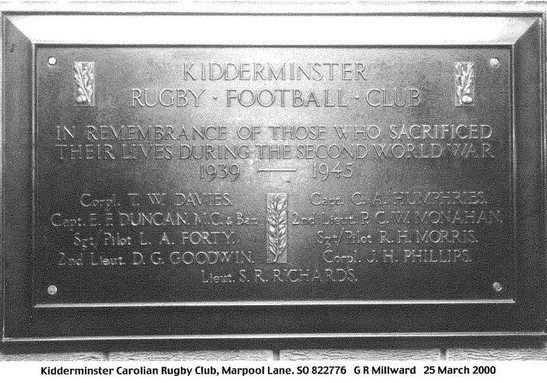 KIDDERMINSTER
RUGBY · FOOTBALL · CLUB
IN REMEMBRANCE OF THOSE WHO SACRIFICED
THEIR LIVES DURING THE SECOND WORLD WAR
1939 — 1945
Corpl. T. W. DAVIES. Capt. C. A. HUMPHRIES.
Capt. E. F. DUNCAN. M.C. & Bar. 2nd Lieut. P. C. W. MONAHAN.
Sgt/Pilot L. A. FORTY. Sgt/Pilot R. H. MORRIS.
2nd Lieut. D. G. GOODWIN. Corpl. J. H. PHILLIPS.
Lieut. S. R. RICHARDS.
Kidderminster Carolian Rugby Club, Marpool Lane. SO 822776 G R Millward 25 March 2000